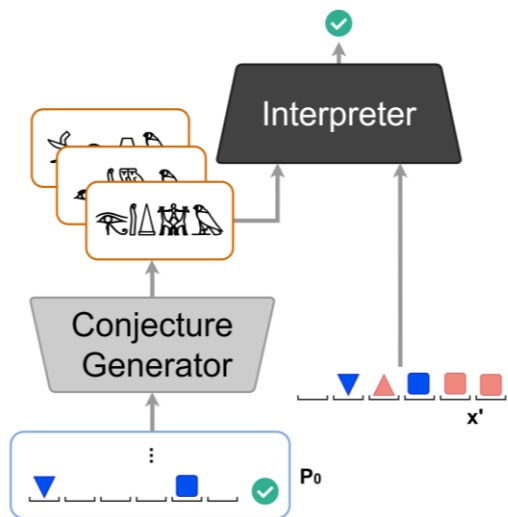 Interpreter
Conjecture
Generator
x'
⋮
P₀